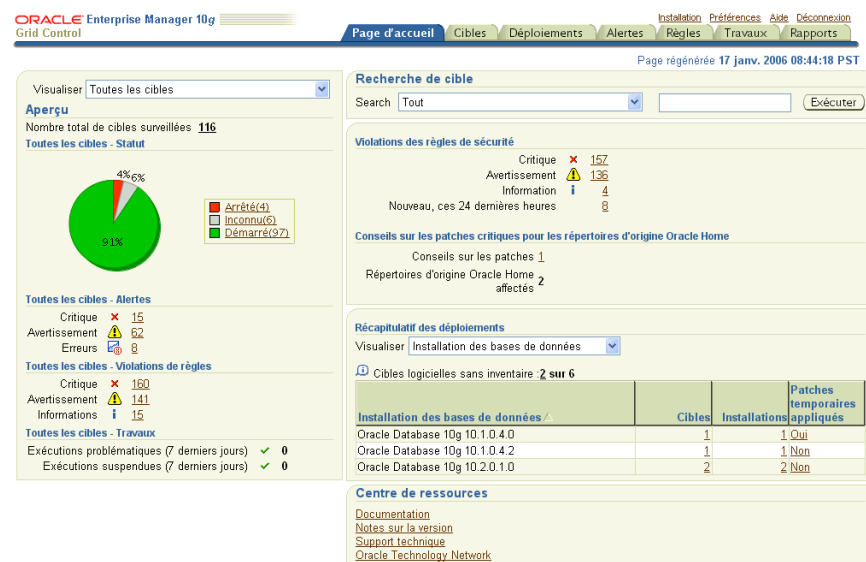 ORACLE Enterprise Manager 10g
Grid Control
Installation Préférences Aide Déconnexion
Page d'accueil Cibles Déploiements Alertes Règles Travaux Rapports
Page régénérée 17 janv. 2006 08:44:18 PST
Visualiser Toutes les cibles
Aperçu
Nombre total de cibles surveillées 116
Toutes les cibles - Statut
4% 6%
91%
Arrêté(4)
Inconnu(6)
Démarré(97)
Toutes les cibles - Alertes
Critique 15
Avertissement 62
Erreurs 8
Toutes les cibles - Violations de règles
Critique 160
Avertissement 141
Informations 15
Toutes les cibles - Travaux
Exécutions problématiques (7 derniers jours) 0
Exécutions suspendues (7 derniers jours) 0
Recherche de cible
Search Tout Exécuter
Violations des règles de sécurité
Critique 157
Avertissement 136
Information 4
Nouveau, ces 24 dernières heures 8
Conseils sur les patches critiques pour les répertoires d'origine Oracle Home
Conseils sur les patches 1
Répertoires d'origine Oracle Home affectés 2
Récapitulatif des déploiements
Visualiser Installation des bases de données
Cibles logicielles sans inventaire :2 sur 6
Installation des bases de données Cibles Installations Patches temporaires appliqués
Oracle Database 10g 10.1.0.4.0 1 1 Oui
Oracle Database 10g 10.1.0.4.2 1 1 Non
Oracle Database 10g 10.2.0.1.0 2 2 Non
Centre de ressources
Documentation
Notes sur la version
Support technique
Oracle Technology Network